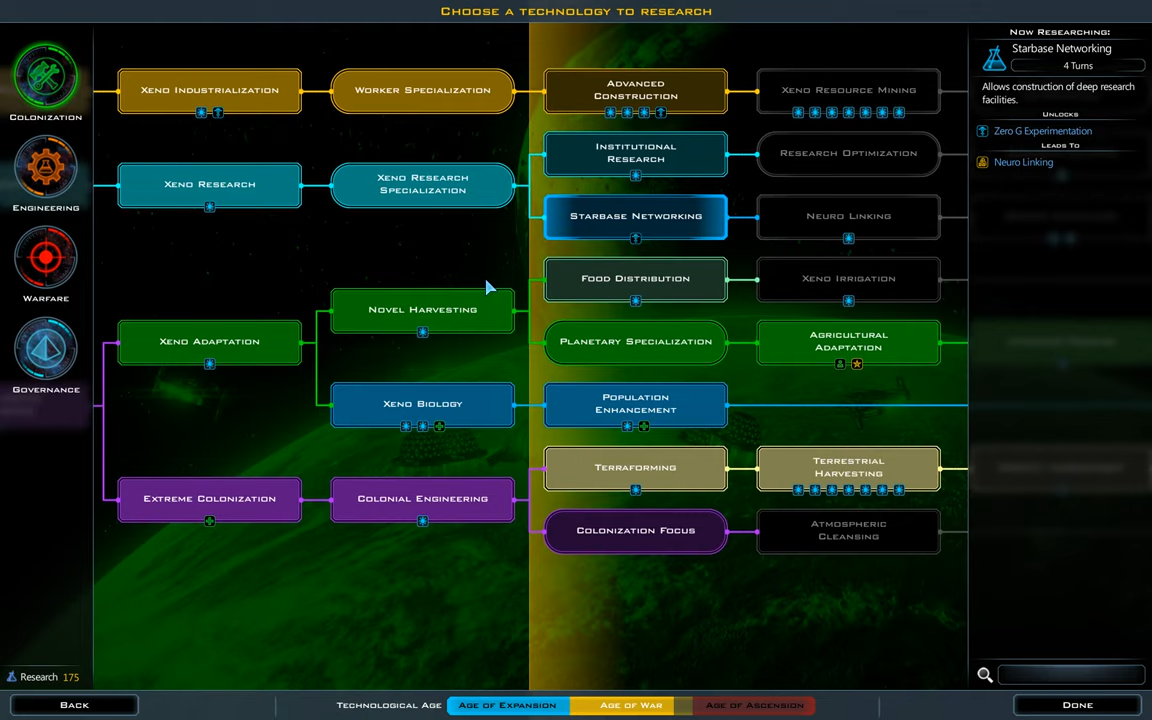 Choose a technology to research
Colonization
Engineering
Warfare
Governance
Xeno Industrialization
Worker Specialization
Advanced
Construction
Xeno Resource Mining
Xeno Research
Xeno Research
Specialization
Institutional
Research
Research Optimization
Starbase Networking
Neuro Linking
Xeno Adaptation
Novel Harvesting
Food Distribution
Xeno Irrigation
Planetary Specialization
Agricultural
Adaptation
Xeno Biology
Population
Enhancement
Extreme Colonization
Colonial Engineering
Terraforming
Terrestrial
Harvesting
Colonization Focus
Atmospheric
Cleansing
Now Researching:
Starbase Networking
4 Turns
Allows construction of deep research
facilities.
Unlocks
Zero G Experimentation
Leads To
Neuro Linking
Research 175
Back
Technological Age
Age of Expansion
Age of War
Age of Ascension
Done